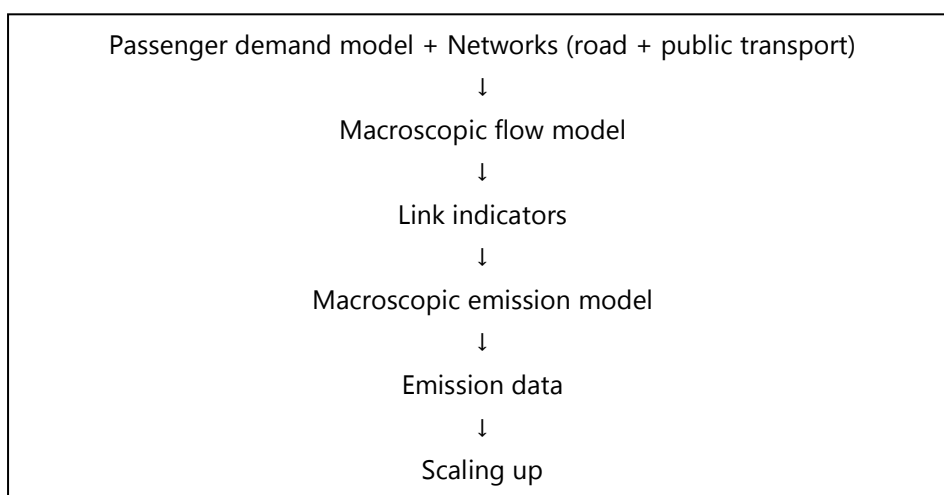 Passenger demand model + Networks (road + public transport)
↓
Macroscopic flow model
↓
Link indicators
↓
Macroscopic emission model
↓
Emission data
↓
Scaling up